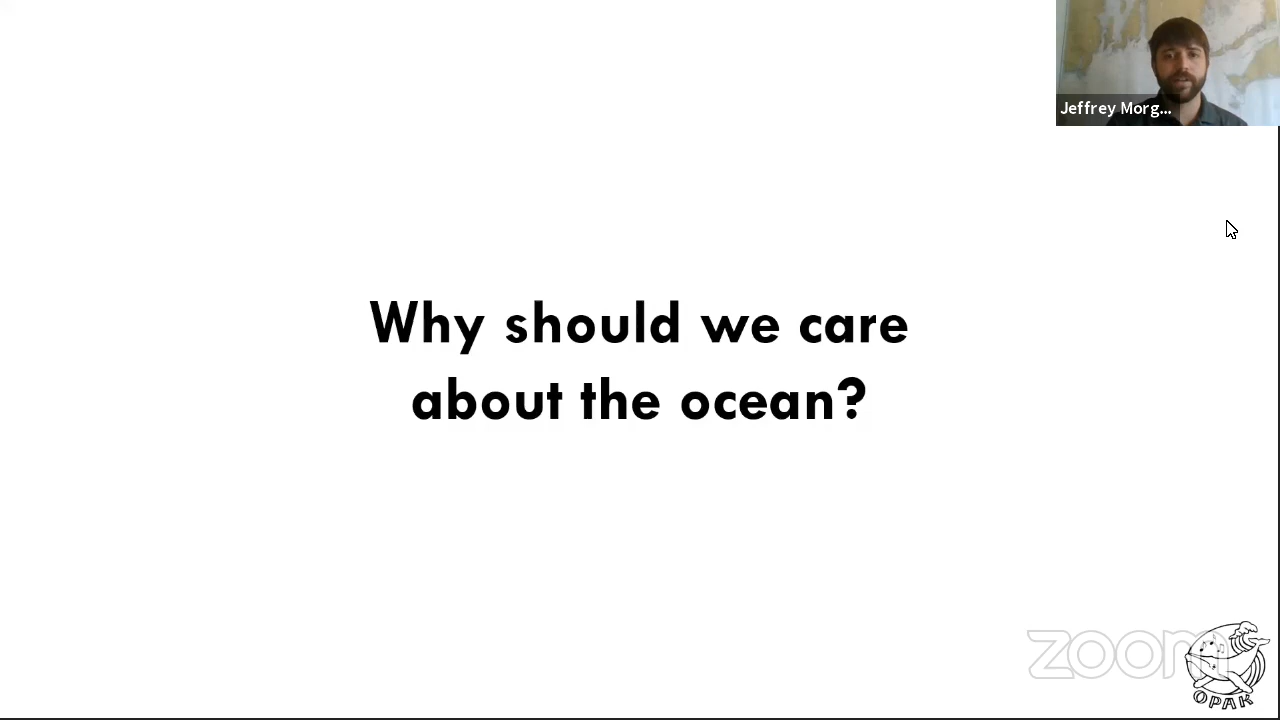 Jeffrey Morg...
Why should we care
about the ocean?
zoom
OPAK